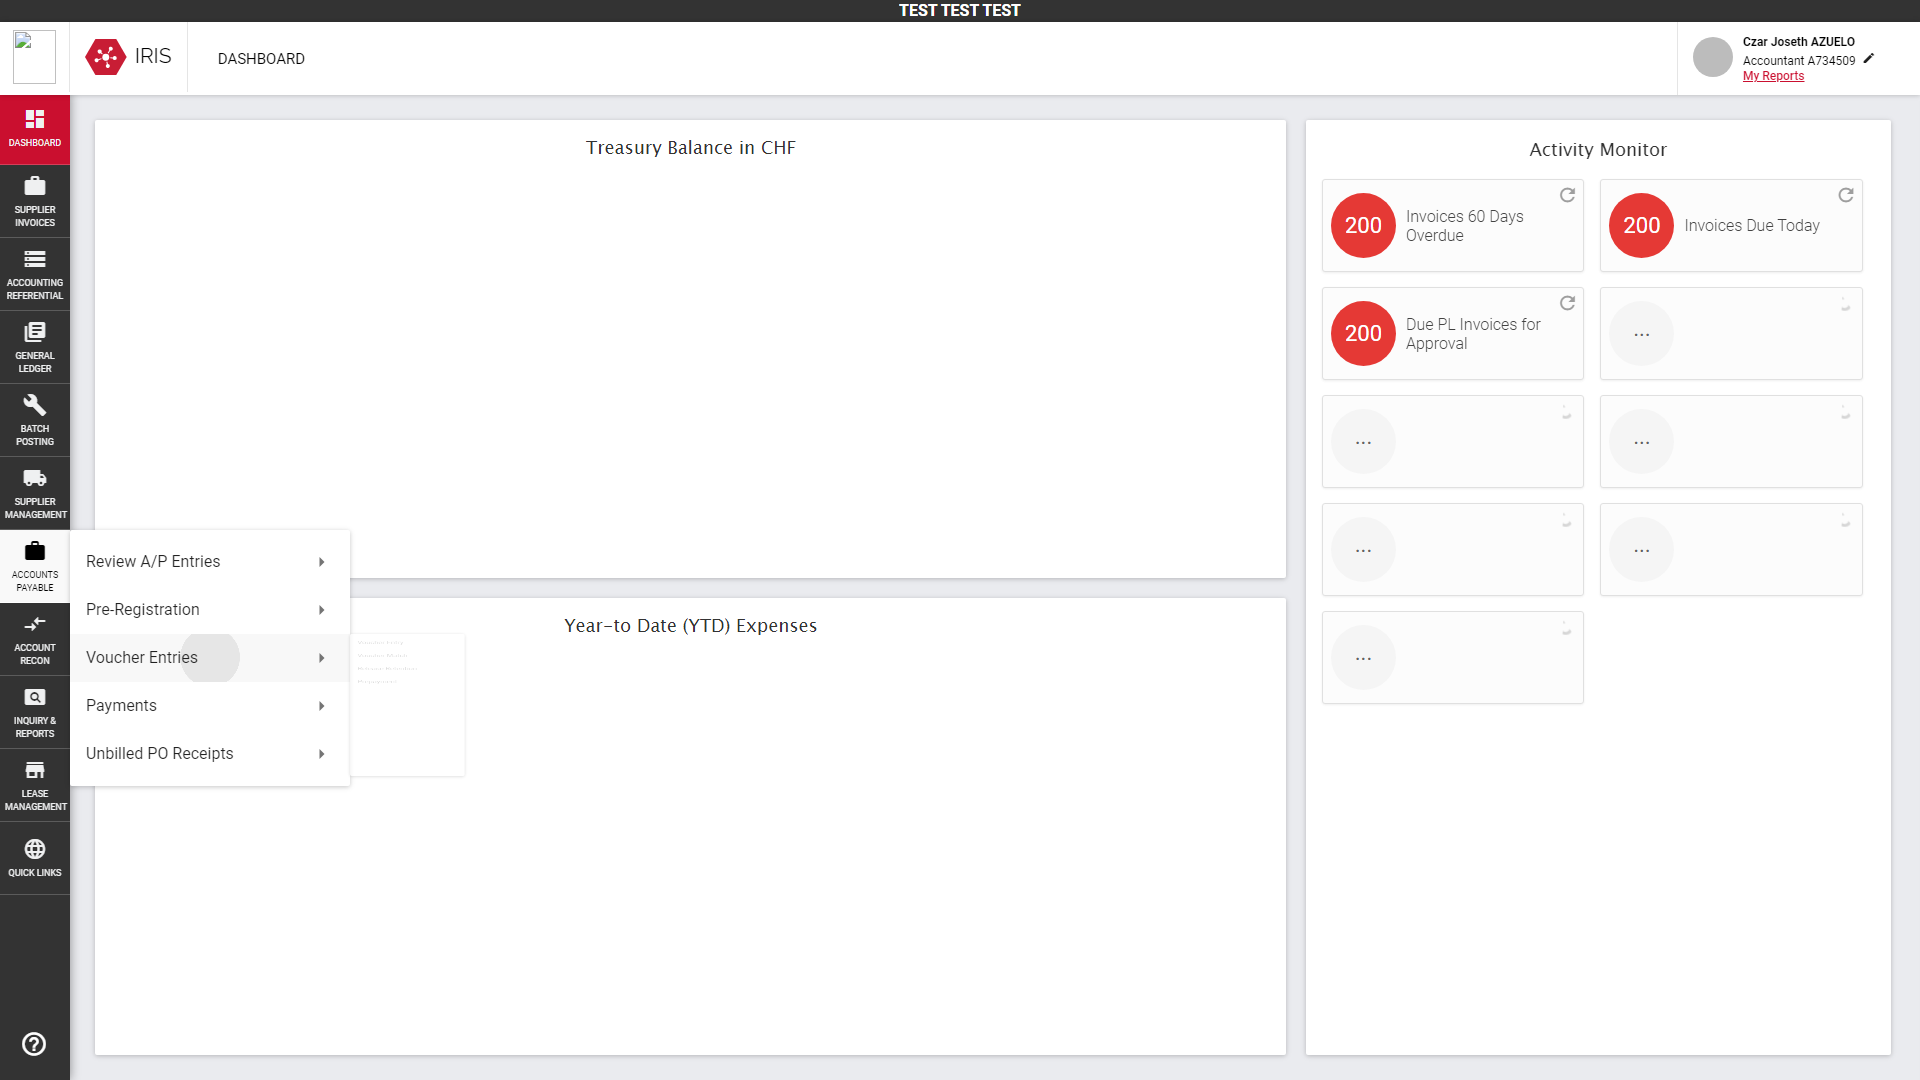 TEST TEST TEST
IRIS
DASHBOARD
Czar Joseth AZUELO
Accountant A734509
My Reports
DASHBOARD
SUPPLIER
INVOICES
ACCOUNTING
REFERENTIAL
GENERAL
LEDGER
BATCH
POSTING
SUPPLIER
MANAGEMENT
ACCOUNTS
PAYABLE
ACCOUNT
RECON
INQUIRY &
REPORTS
LEASE
MANAGEMENT
QUICK LINKS
Review A/P Entries
Pre-Registration
Voucher Entries
Payments
Unbilled PO Receipts
Treasury Balance in CHF
Year-to Date (YTD) Expenses
Activity Monitor
200
Invoices 60 Days
Overdue
200
Invoices Due Today
200
Due PL Invoices for
Approval
...
...
...
...
...
...